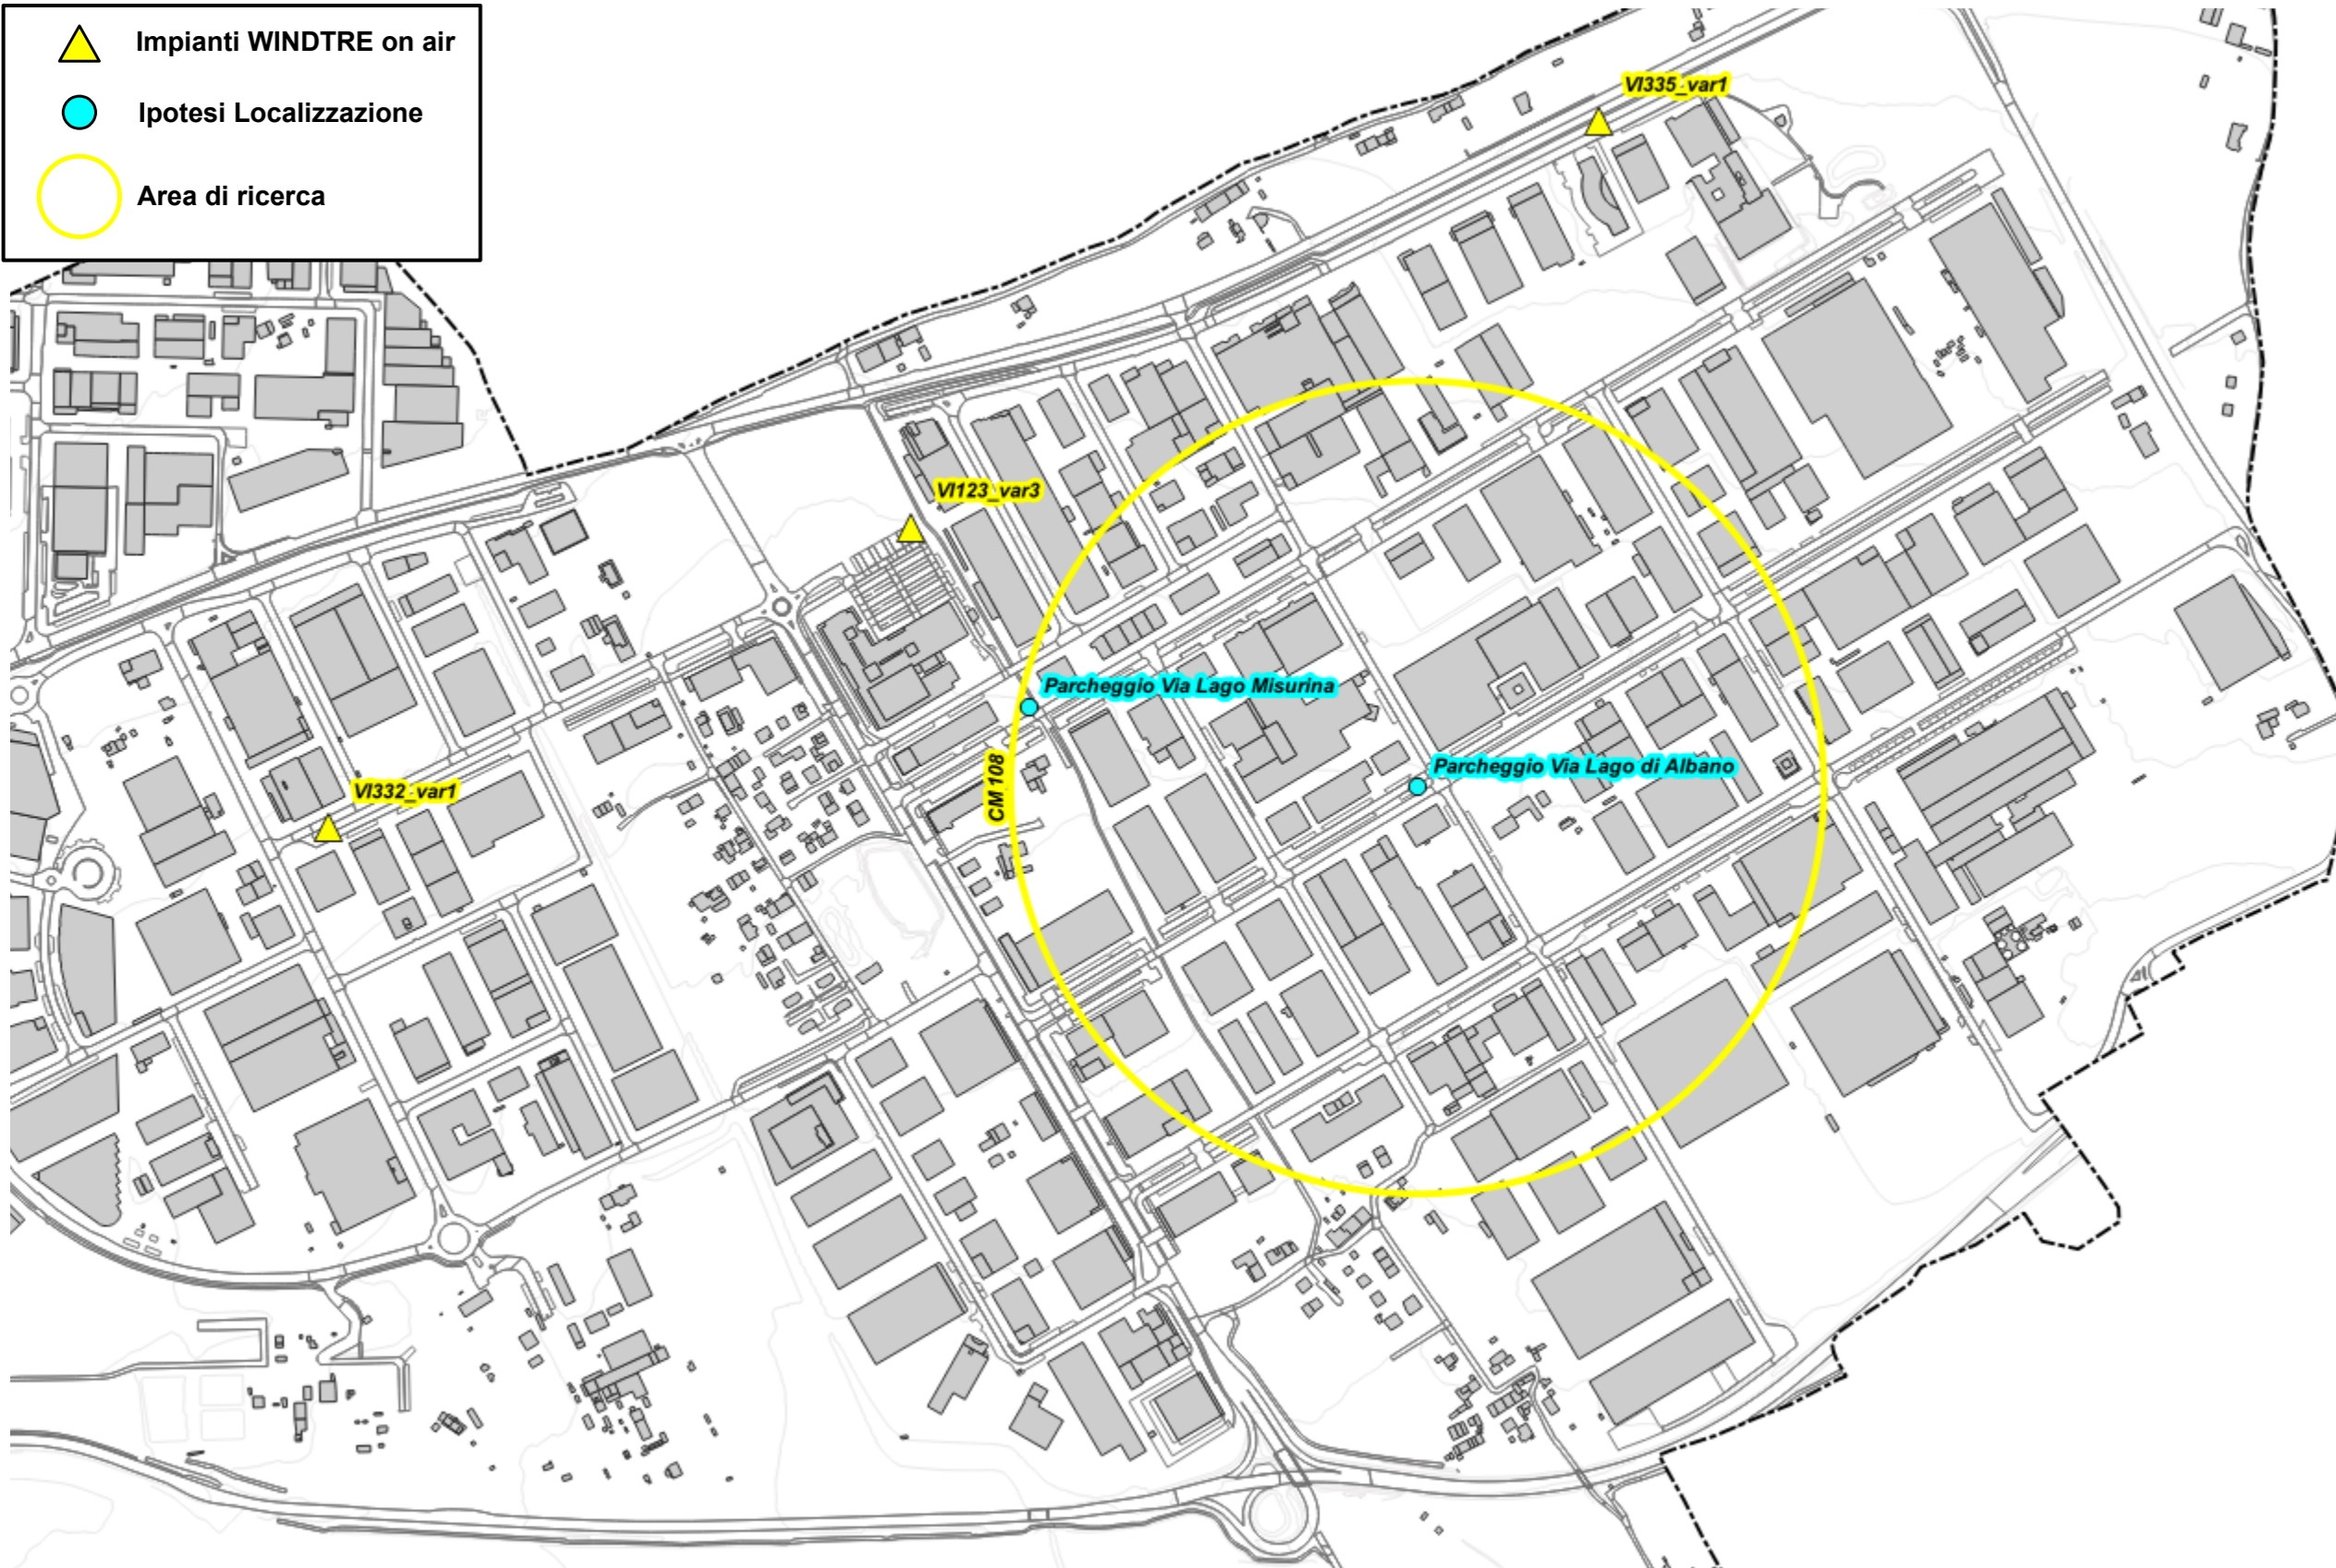 Impianti WINDTRE on air
Ipotesi Localizzazione
Area di ricerca
VI335_var1
VI123_var3
Parcheggio Via Lago Misurina
Parcheggio Via Lago di Albano
CM 108
VI332_var1